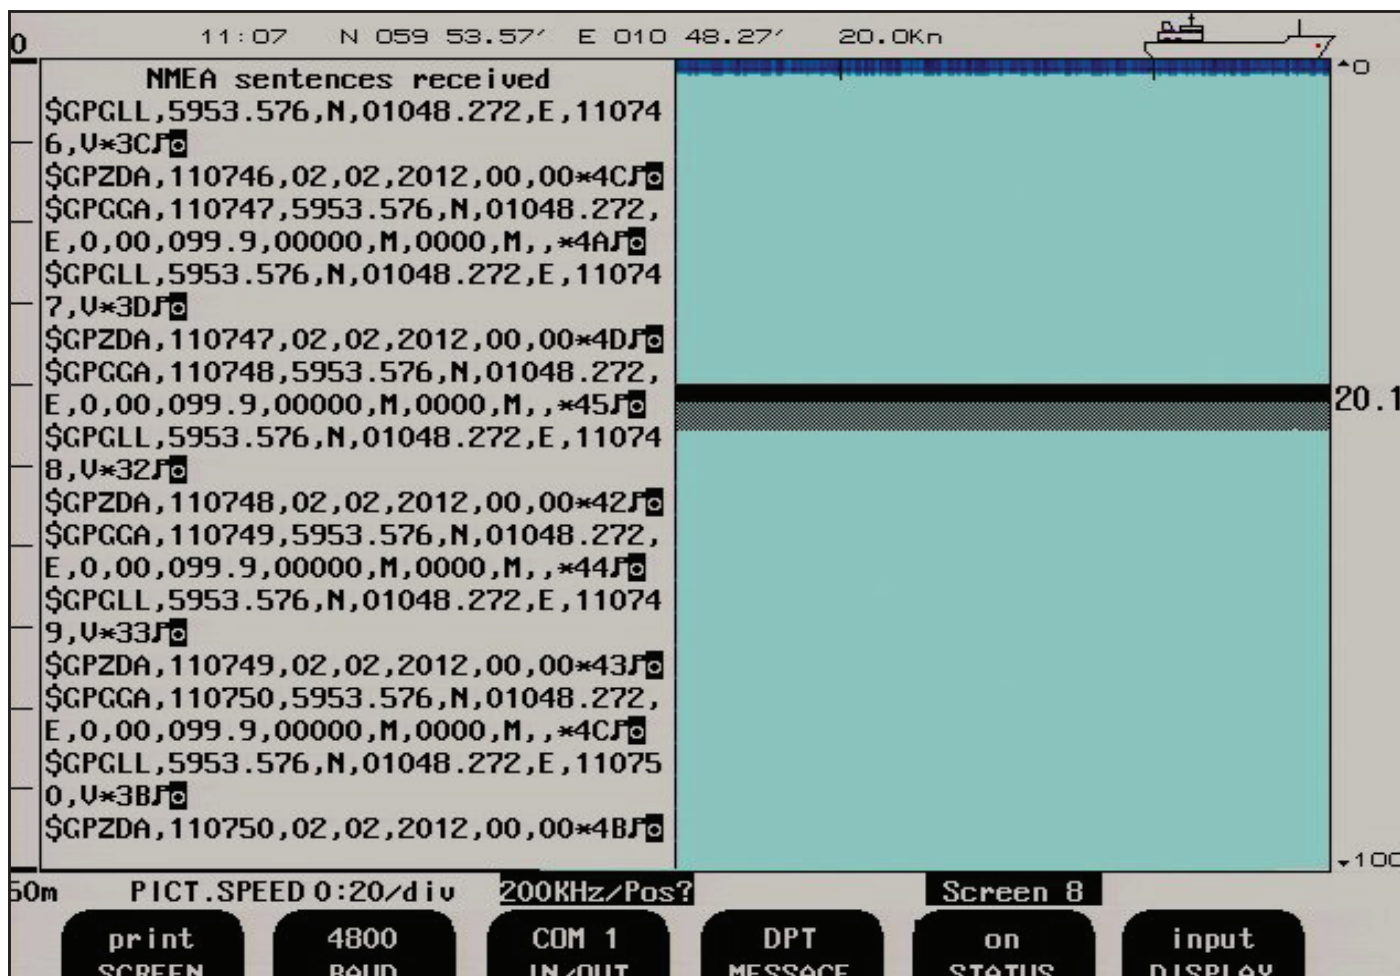 0 11:07 N 059 53.57′ E 010 48.27′ 20.0Kn
NMEA sentences received
0
$GPGLL,5953.576,N,01048.272,E,11074
6,V*3C
$GPZDA,110746,02,02,2012,00,00*4C
$GPGGA,110747,5953.576,N,01048.272,
E,0,00,099.9,00000,M,0000,M,,*4A
$GPGLL,5953.576,N,01048.272,E,11074
7,V*3D
$GPZDA,110747,02,02,2012,00,00*4D
$GPGGA,110748,5953.576,N,01048.272,
E,0,00,099.9,00000,M,0000,M,,*45
20.1
$GPGLL,5953.576,N,01048.272,E,11074
8,V*32
$GPZDA,110748,02,02,2012,00,00*42
$GPGGA,110749,5953.576,N,01048.272,
E,0,00,099.9,00000,M,0000,M,,*44
$GPGLL,5953.576,N,01048.272,E,11074
9,V*33
$GPZDA,110749,02,02,2012,00,00*43
$GPGGA,110750,5953.576,N,01048.272,
E,0,00,099.9,00000,M,0000,M,,*4C
$GPGLL,5953.576,N,01048.272,E,11075
0,V*3B
$GPZDA,110750,02,02,2012,00,00*4B
100
50m PICT.SPEED 0:20/div 200KHz/Pos? Screen 8
print 4800 COM 1 DPT on input
SCREEN BAUD IN/OUT MESSAGE STATUS DISPLAY